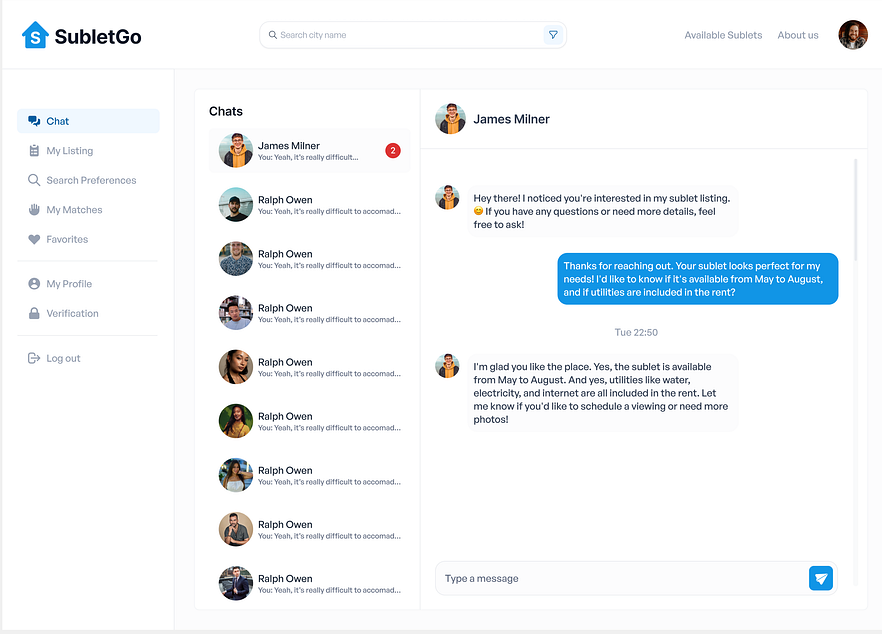 S SubletGo
Search city name
Available Sublets
About us
Chat
My Listing
Search Preferences
My Matches
Favorites
My Profile
Verification
Log out
Chats
James Milner
You: Yeah, it's really difficult...
2
Ralph Owen
You: Yeah, it's really difficult to accomad...
Ralph Owen
You: Yeah, it's really difficult to accomad...
Ralph Owen
You: Yeah, it's really difficult to accomad...
Ralph Owen
You: Yeah, it's really difficult to accomad...
Ralph Owen
You: Yeah, it's really difficult to accomad...
Ralph Owen
You: Yeah, it's really difficult to accomad...
Ralph Owen
You: Yeah, it's really difficult to accomad...
Ralph Owen
You: Yeah, it's really difficult to accomad...
James Milner
Hey there! I noticed you're interested in my sublet listing.
😊 If you have any questions or need more details, feel
free to ask!
Thanks for reaching out. Your sublet looks perfect for my
needs! I'd like to know if it's available from May to August,
and if utilities are included in the rent?
Tue 22:50
I'm glad you like the place. Yes, the sublet is available
from May to August. And yes, utilities like water,
electricity, and internet are all included in the rent. Let
me know if you'd like to schedule a viewing or need more
photos!
Type a message